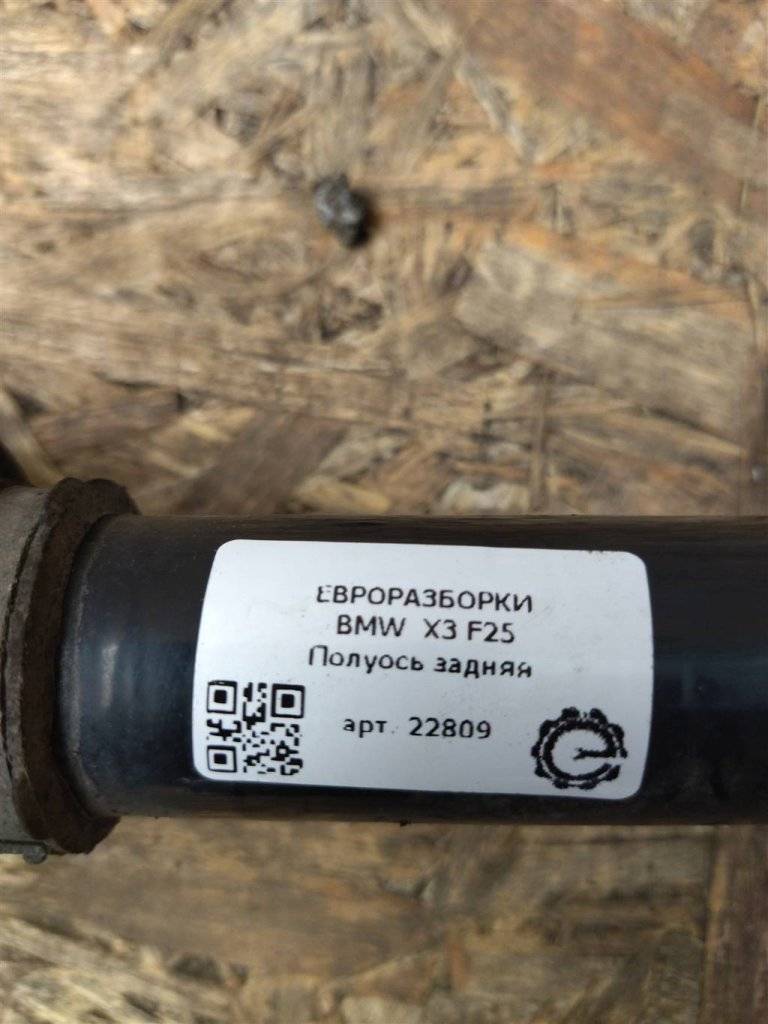 ЕВРОРАЗБОРКИ
BMW X3 F25
Полуось задняя
арт. 22809